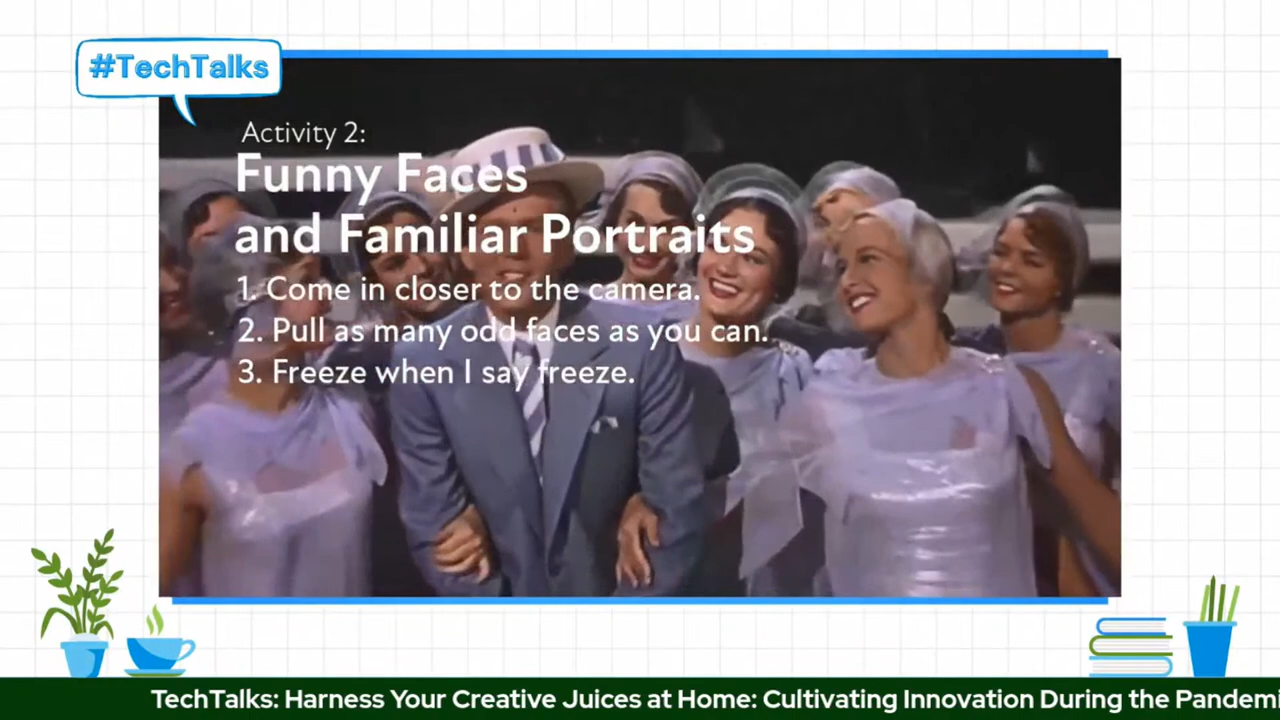 #TechTalks
Activity 2:
Funny Faces
and Familiar Portraits
1. Come in closer to the camera.
2. Pull as many odd faces as you can.
3. Freeze when I say freeze.
TechTalks: Harness Your Creative Juices at Home: Cultivating Innovation During the Pandemi